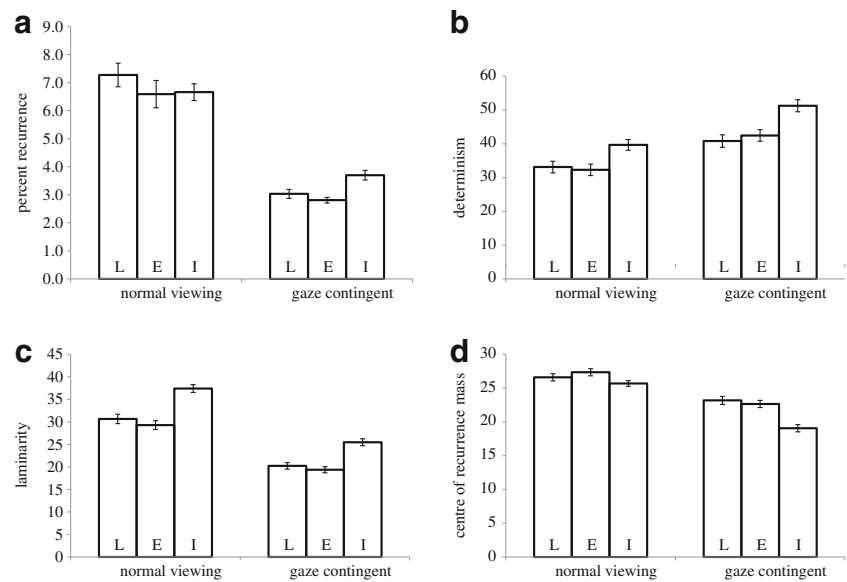 a
percent recurrence
9.0
8.0
7.0
6.0
5.0
4.0
3.0
2.0
1.0
0.0
L E I L E I
normal viewing gaze contingent
b
determinism
60
50
40
30
20
10
0
L E I L E I
normal viewing gaze contingent
c
laminarity
45
40
35
30
25
20
15
10
5
0
L E I L E I
normal viewing gaze contingent
d
centre of recurrence mass
30
25
20
15
10
5
0
L E I L E I
normal viewing gaze contingent